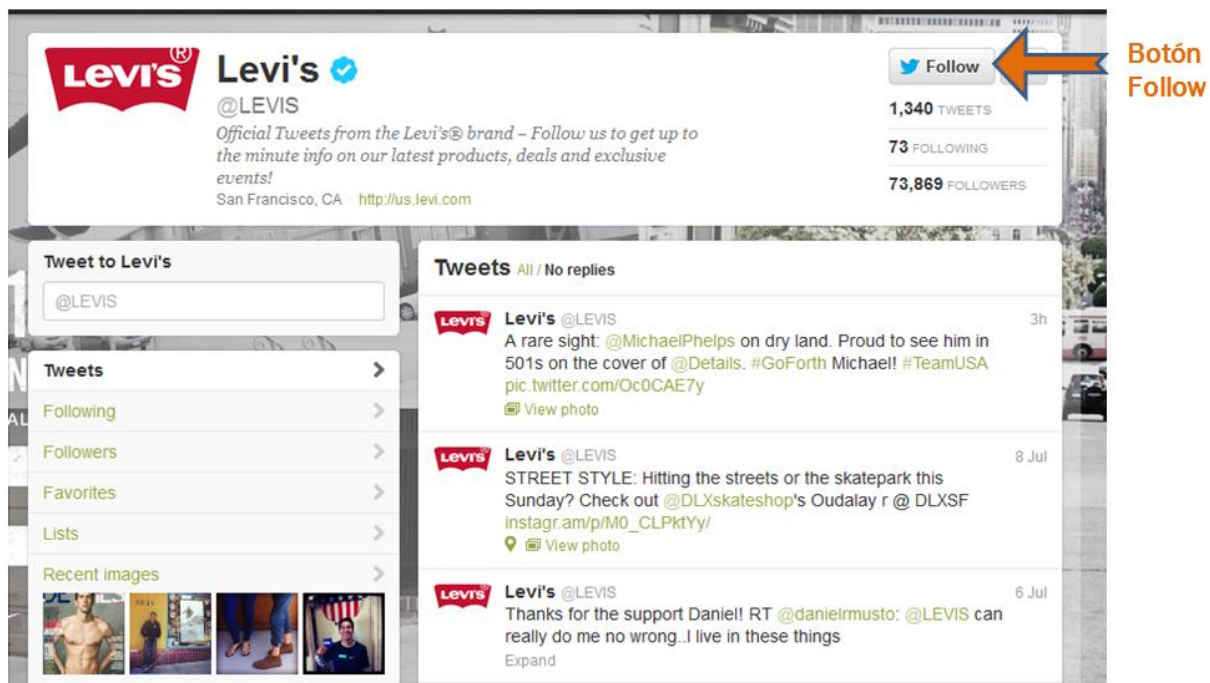 LEVI'S®
Levi's
@LEVIS
Official Tweets from the Levi's® brand – Follow us to get up to
the minute info on our latest products, deals and exclusive
events!
San Francisco, CA · http://us.levi.com
Follow
1,340 TWEETS
73 FOLLOWING
73,869 FOLLOWERS
Botón
Follow
Tweet to Levi's
@LEVIS
Tweets
Following
Followers
Favorites
Lists
Recent images
Tweets All / No replies
LEVI'S
Levi's @LEVIS 3h
A rare sight: @MichaelPhelps on dry land. Proud to see him in
501s on the cover of @Details. #GoForth Michael! #TeamUSA
pic.twitter.com/Oc0CAE7y
View photo
LEVI'S
Levi's @LEVIS 8 Jul
STREET STYLE: Hitting the streets or the skatepark this
Sunday? Check out @DLXskateshop's Oudalay r @ DLXSF
instagr.am/p/M0_CLPktYy/
View photo
LEVI'S
Levi's @LEVIS 6 Jul
Thanks for the support Daniel! RT @danielrmusto: @LEVIS can
really do me no wrong..I live in these things
Expand